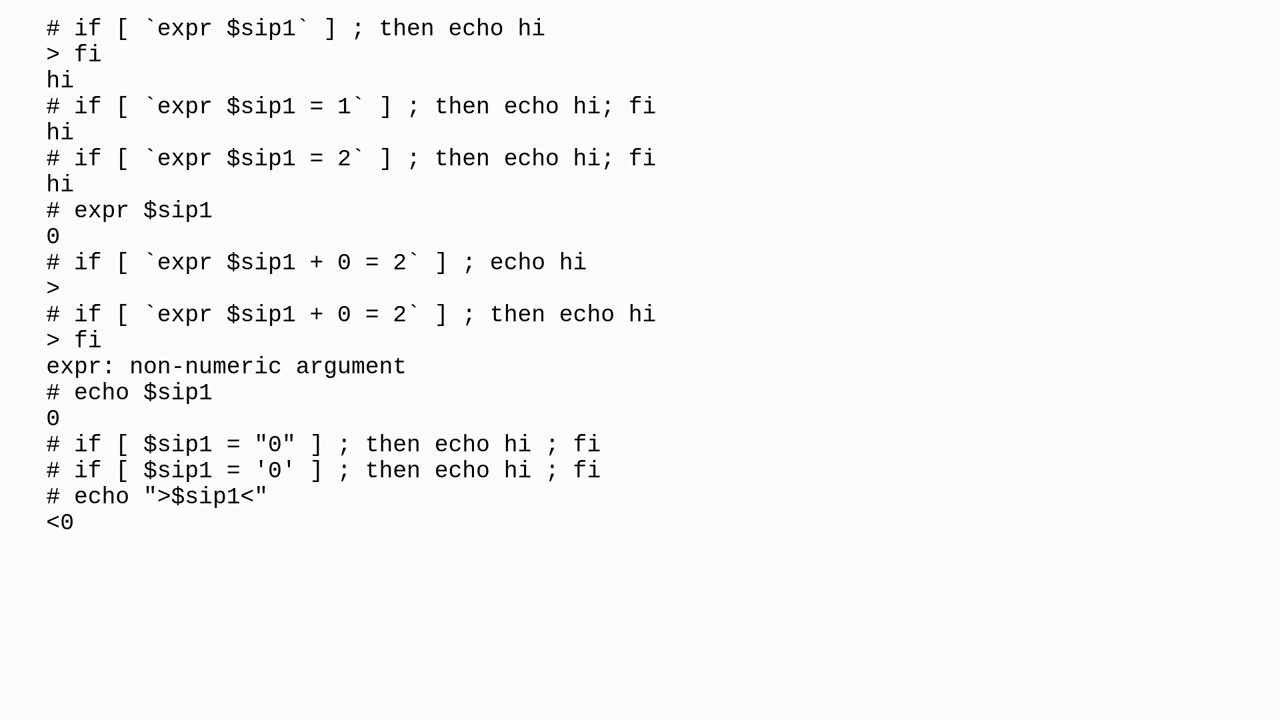 # if [ `expr $sip1` ] ; then echo hi
> fi
hi
# if [ `expr $sip1 = 1` ] ; then echo hi; fi
hi
# if [ `expr $sip1 = 2` ] ; then echo hi; fi
hi
# expr $sip1
0
# if [ `expr $sip1 + 0 = 2` ] ; echo hi
>
# if [ `expr $sip1 + 0 = 2` ] ; then echo hi
> fi
expr: non-numeric argument
# echo $sip1
0
# if [ $sip1 = "0" ] ; then echo hi ; fi
# if [ $sip1 = '0' ] ; then echo hi ; fi
# echo ">$sip1<"
<0